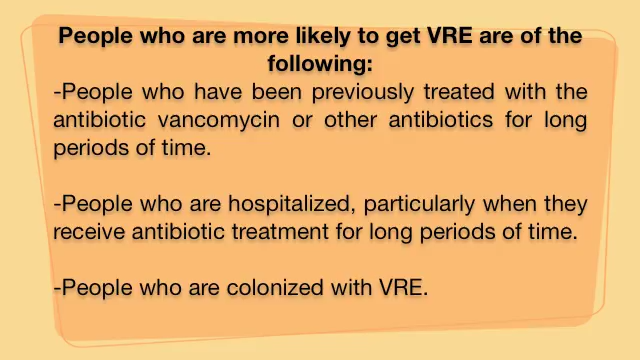 People who are more likely to get VRE are of the
following:
-People who have been previously treated with the
antibiotic vancomycin or other antibiotics for long
periods of time.
-People who are hospitalized, particularly when they
receive antibiotic treatment for long periods of time.
-People who are colonized with VRE.